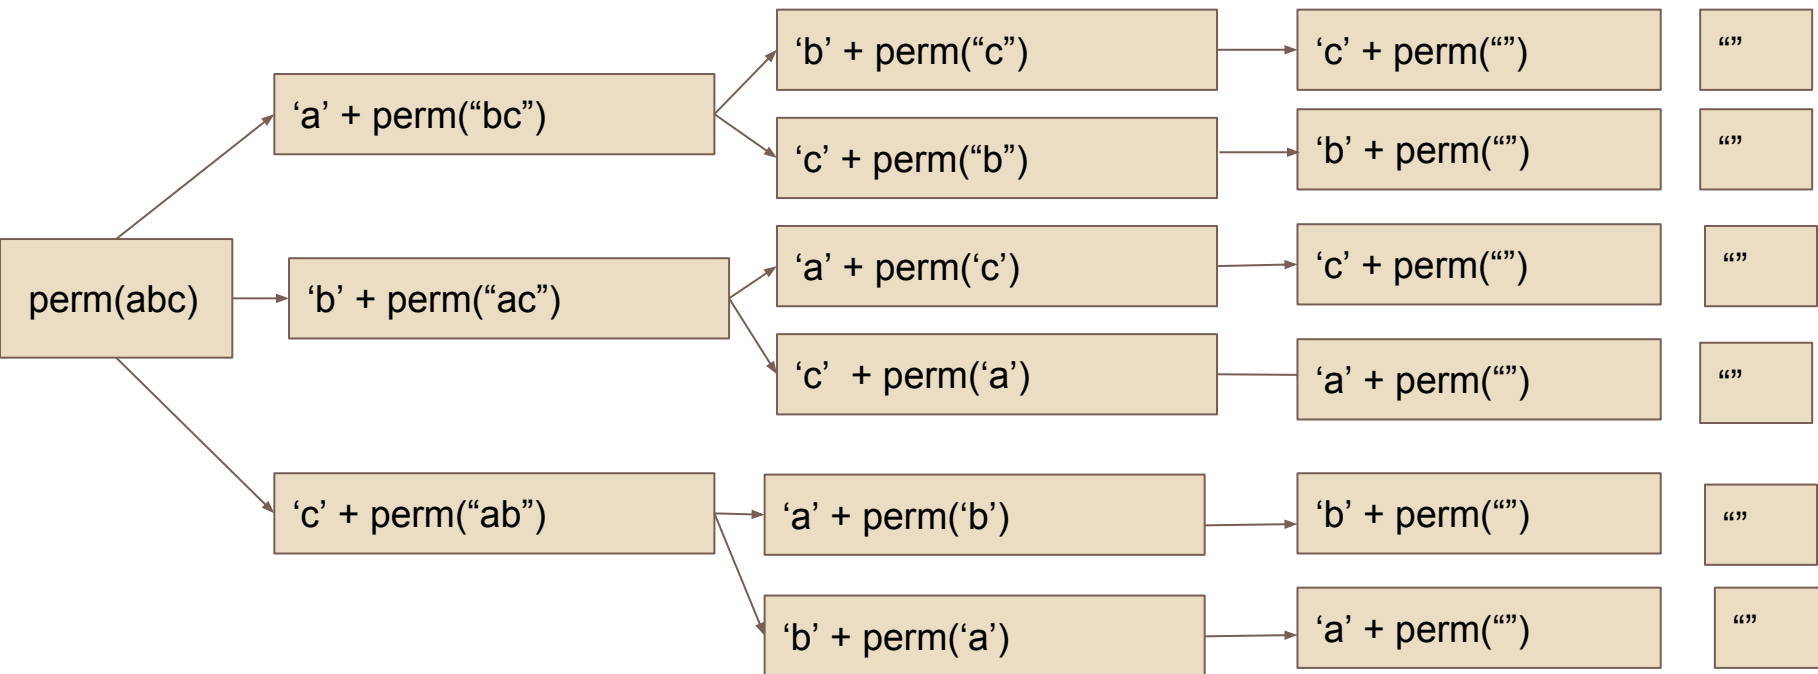 perm(abc)
‘a’ + perm(“bc”)
‘b’ + perm(“c”)
‘c’ + perm(“”)
“”
‘c’ + perm(“b”)
‘b’ + perm(“”)
“”
‘b’ + perm(“ac”)
‘a’ + perm(‘c’)
‘c’ + perm(“”)
“”
‘c’  + perm(‘a’)
‘a’ + perm(“”)
“”
‘c’ + perm(“ab”)
‘a’ + perm(‘b’)
‘b’ + perm(“”)
“”
‘b’ + perm(‘a’)
‘a’ + perm(“”)
“”